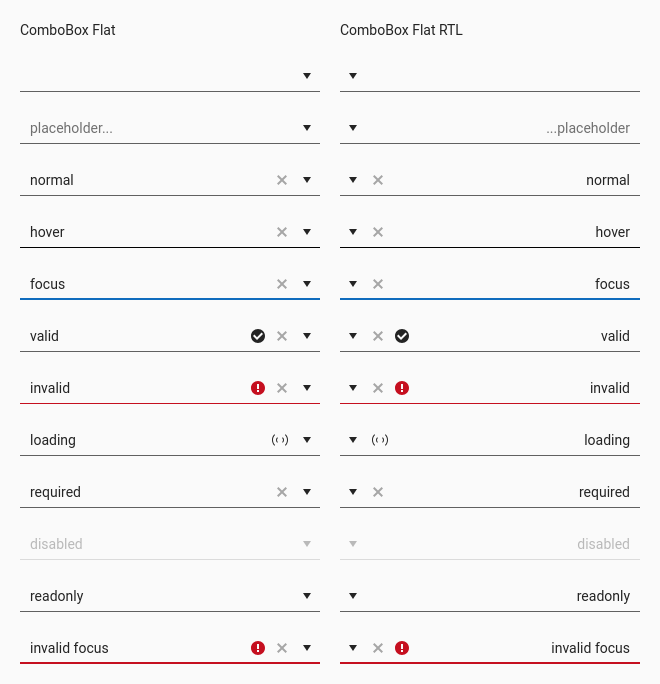 ComboBox Flat
ComboBox Flat RTL
placeholder...
...placeholder
normal
normal
hover
hover
focus
focus
valid
valid
invalid
invalid
loading
loading
required
required
disabled
disabled
readonly
readonly
invalid focus
invalid focus